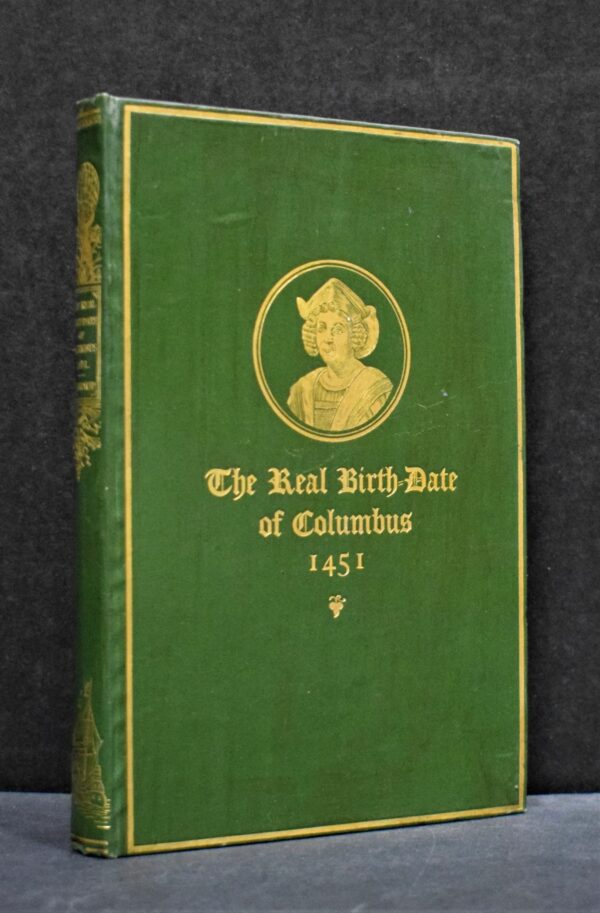 The Real Birth-Date
of Columbus
1451